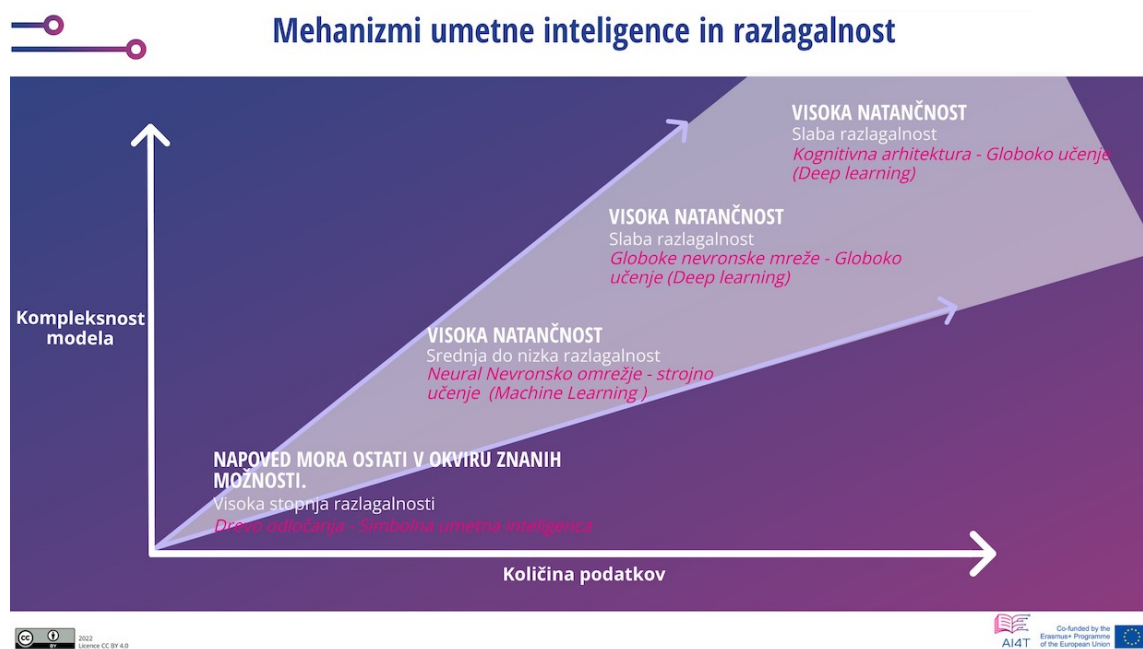 Mehanizmi umetne inteligence in razlagalnost
VISOKA NATANČNOST
Slaba razlagalnost
Kognitivna arhitektura - Globoko učenje
(Deep learning)
VISOKA NATANČNOST
Slaba razlagalnost
Globoke nevronske mreže - Globoko
učenje (Deep learning)
Kompleksnost
modela
VISOKA NATANČNOST
Srednja do nizka razlagalnost
Neural Nevronsko omrežje - strojno
učenje (Machine Learning )
NAPOVED MORA OSTATI V OKVIRU ZNANIH
MOŽNOSTI.
Visoka stopnja razlagalnosti
Drevo odločanja - Simbolna umetna inteligenca
Količina podatkov
cc
BY
2022
Licence CC BY 4.0
AI4T
Co-funded by the
Erasmus+ Programme
of the European Union